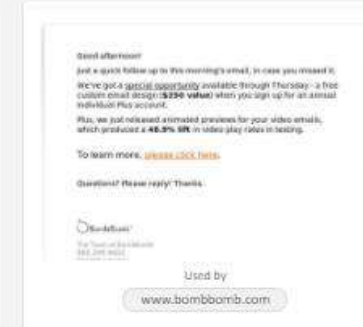 Good afternoon!
Just a quick follow up to this morning's email, in case you missed it.
We've got a special opportunity available through Thursday - a free
custom email design ($250 value) when you sign up for an annual
individual Plus account.
Plus, we just released animated previews for your video emails,
which produced a 48.9% lift in video play rates in testing.
To learn more, please click here.
Questions? Please reply! Thanks.
BombBomb
The Team at BombBomb
Used by
www.bombbomb.com